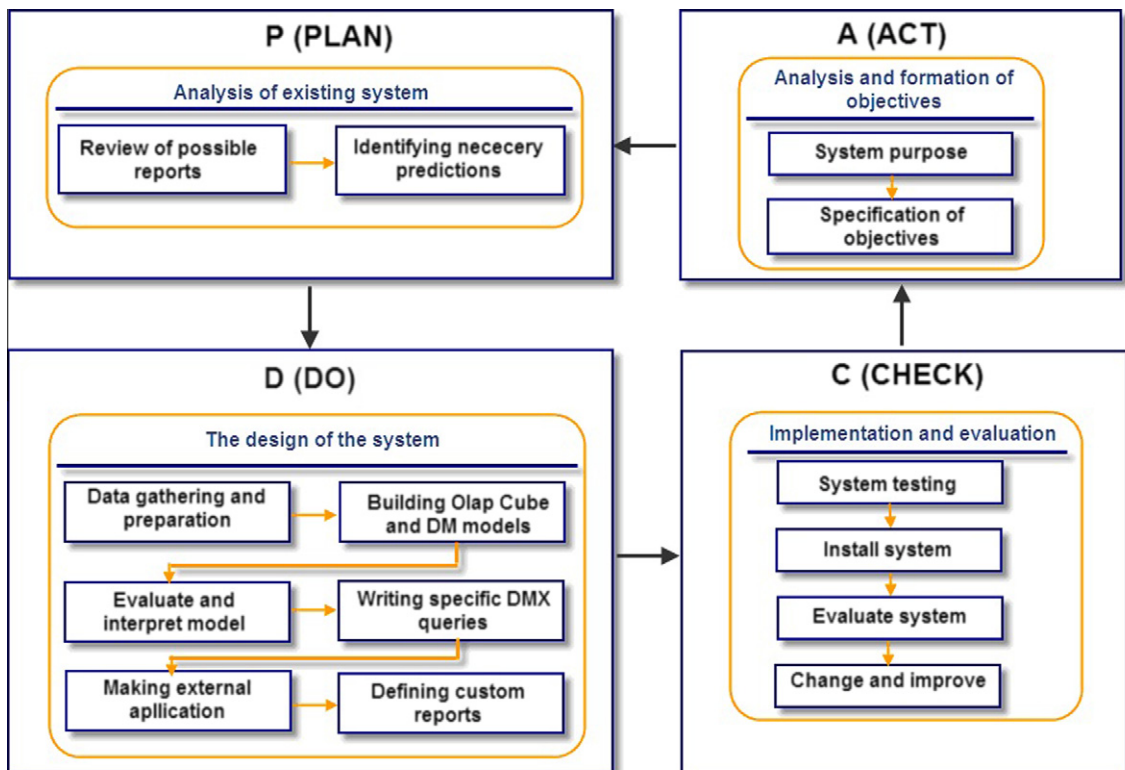 P (PLAN)
Analysis of existing system
Review of possible
reports
Identifying nececery
predictions
A (ACT)
Analysis and formation of
objectives
System purpose
Specification of
objectives
D (DO)
The design of the system
Data gathering and
preparation
Building Olap Cube
and DM models
Evaluate and
interpret model
Writing specific DMX
queries
Making external
apllication
Defining custom
reports
C (CHECK)
Implementation and evaluation
System testing
Install system
Evaluate system
Change and improve